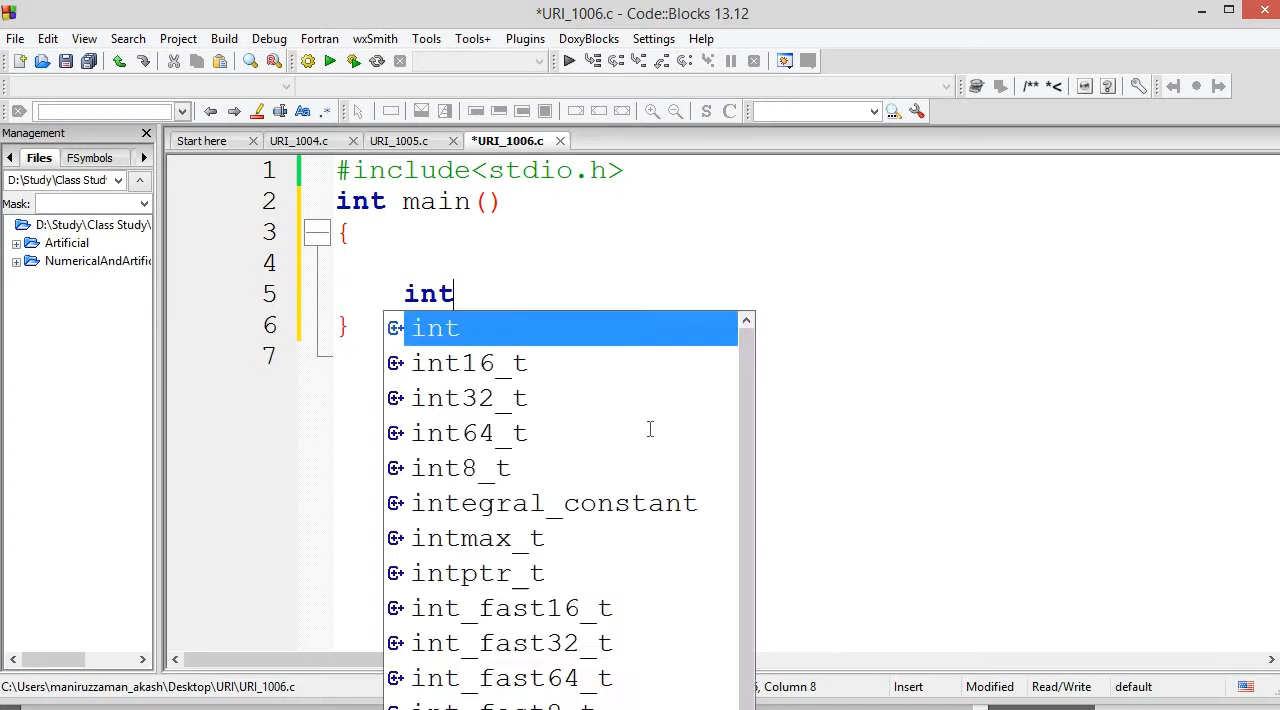 *URI_1006.c - Code::Blocks 13.12
File Edit View Search Project Build Debug Fortran wxSmith Tools Tools+ Plugins DoxyBlocks Settings Help
/** *<
S C
Management
Files FSymbols
D:\Study\Class Stud
Mask:
D:\Study\Class Study\
Artificial
NumericalAndArtific
Start here URI_1004.c URI_1005.c *URI_1006.c
1 #include<stdio.h>
2 int main()
3 {
4
5 int
6 }
7
int
int16_t
int32_t
int64_t
int8_t
integral_constant
intmax_t
intptr_t
int_fast16_t
int_fast32_t
int_fast64_t
C:\Users\maniruzzaman_akash\Desktop\URI\URI_1006.c , Column 8 Insert Modified Read/Write default